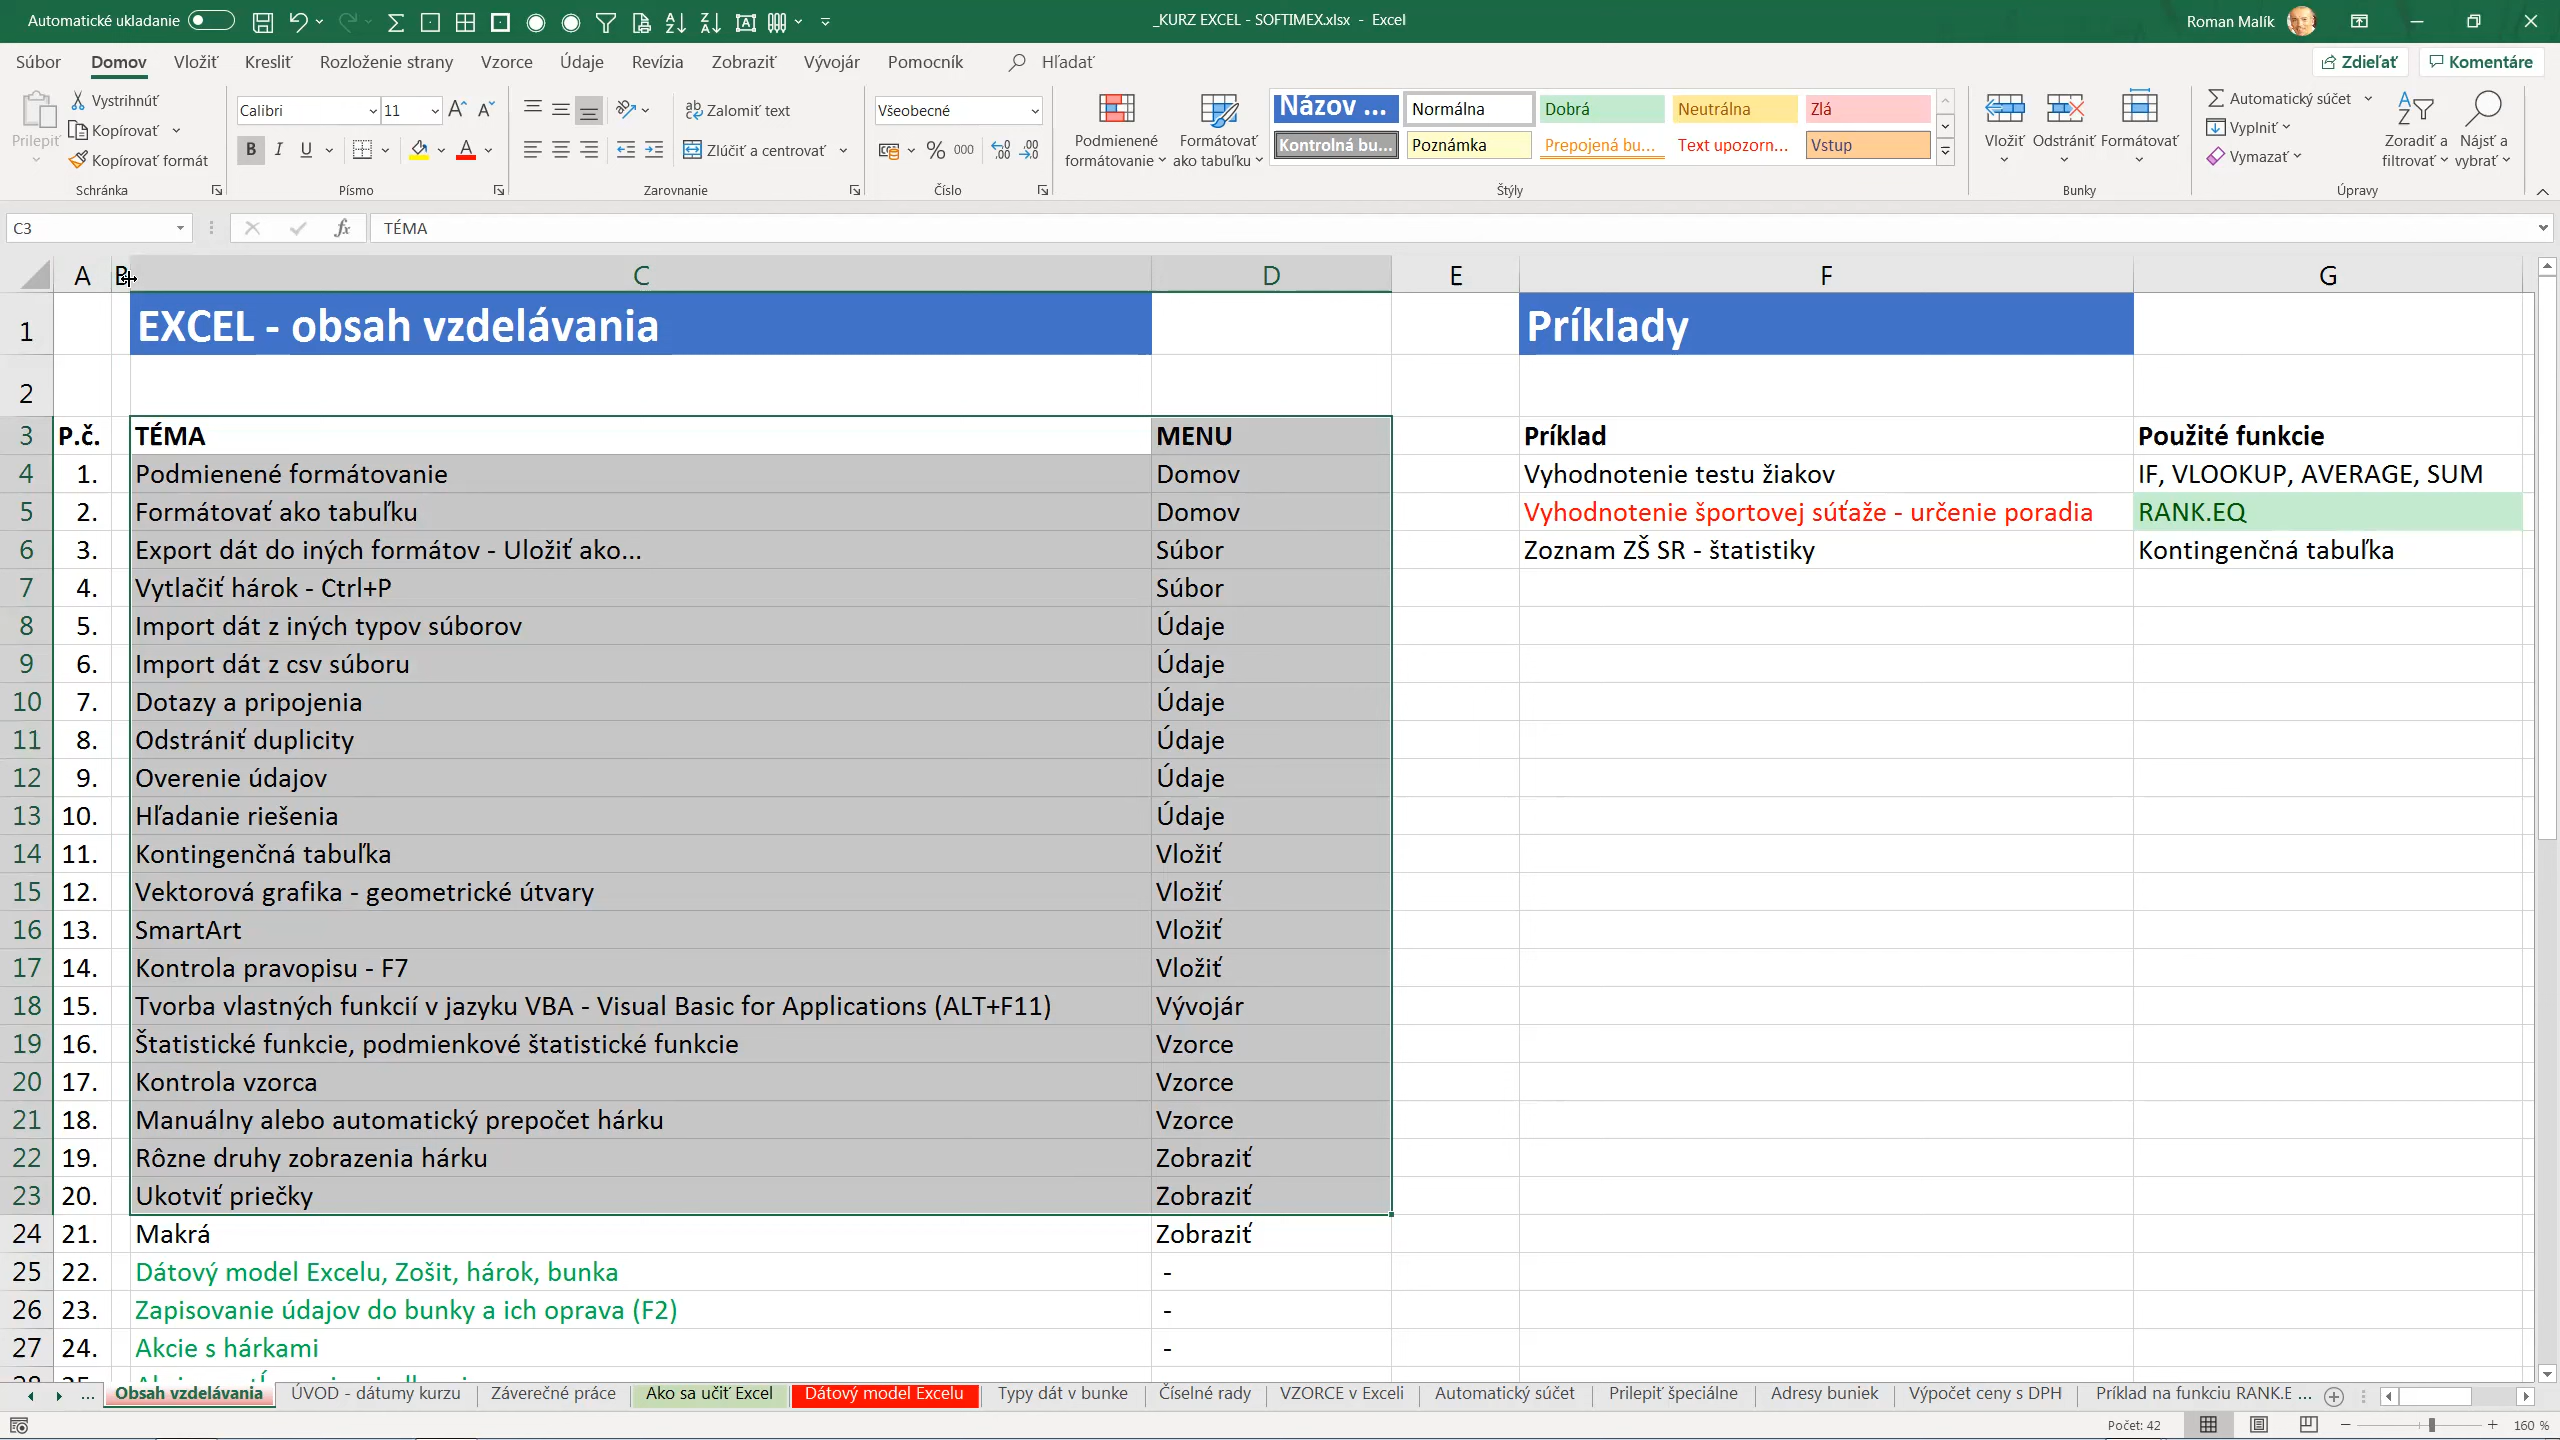 Automatické ukladanie
_KURZ EXCEL - SOFTIMEX.xlsx - Excel
Roman Malík
Súbor Domov Vložiť Kresliť Rozloženie strany Vzorce Údaje Revízia Zobraziť Vývojár Pomocník Hľadať Zdieľať Komentáre
Prilepiť
Vystrihnúť
Kopírovať
Kopírovať formát
Schránka
Calibri 11
B I U
Písmo
Zalomiť text
Zlúčiť a centrovať
Zarovnanie
Všeobecné
% 000
Číslo
Podmienené formátovanie
Formátovať ako tabuľku
Názov ... Normálna Dobrá Neutrálna Zlá
Kontrolná bu... Poznámka Prepojená bu... Text upozorn... Vstup
Štýly
Vložiť Odstrániť Formátovať
Bunky
Automatický súčet
Vyplniť
Vymazať
Zoradiť a filtrovať
Nájsť a vybrať
Úpravy
C3 fx TÉMA
A B C D E F G
1 EXCEL - obsah vzdelávania Príklady
2
3 P.č. TÉMA MENU Príklad Použité funkcie
4 1. Podmienené formátovanie Domov Vyhodnotenie testu žiakov IF, VLOOKUP, AVERAGE, SUM
5 2. Formátovať ako tabuľku Domov Vyhodnotenie športovej súťaže - určenie poradia RANK.EQ
6 3. Export dát do iných formátov - Uložiť ako... Súbor Zoznam ZŠ SR - štatistiky Kontingenčná tabuľka
7 4. Vytlačiť hárok - Ctrl+P Súbor
8 5. Import dát z iných typov súborov Údaje
9 6. Import dát z csv súboru Údaje
10 7. Dotazy a pripojenia Údaje
11 8. Odstrániť duplicity Údaje
12 9. Overenie údajov Údaje
13 10. Hľadanie riešenia Údaje
14 11. Kontingenčná tabuľka Vložiť
15 12. Vektorová grafika - geometrické útvary Vložiť
16 13. SmartArt Vložiť
17 14. Kontrola pravopisu - F7 Vložiť
18 15. Tvorba vlastných funkcií v jazyku VBA - Visual Basic for Applications (ALT+F11) Vývojár
19 16. Štatistické funkcie, podmienkové štatistické funkcie Vzorce
20 17. Kontrola vzorca Vzorce
21 18. Manuálny alebo automatický prepočet hárku Vzorce
22 19. Rôzne druhy zobrazenia hárku Zobraziť
23 20. Ukotviť priečky Zobraziť
24 21. Makrá Zobraziť
25 22. Dátový model Excelu, Zošit, hárok, bunka -
26 23. Zapisovanie údajov do bunky a ich oprava (F2) -
27 24. Akcie s hárkami -
... Obsah vzdelávania ÚVOD - dátumy kurzu Záverečné práce Ako sa učiť Excel Dátový model Excelu Typy dát v bunke Číselné rady VZORCE v Exceli Automatický súčet Prilepiť špeciálne Adresy buniek Výpočet ceny s DPH Príklad na funkciu RANK.E ...
Počet: 42 160 %